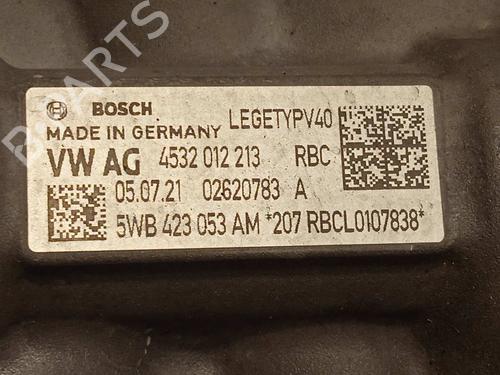 BOSCH LEGETYPV40
MADE IN GERMANY
VW AG 4532 012 213 RBC
05.07.21 02620783 A
5WB 423 053 AM *207 RBCL0107838*
B-PARTS